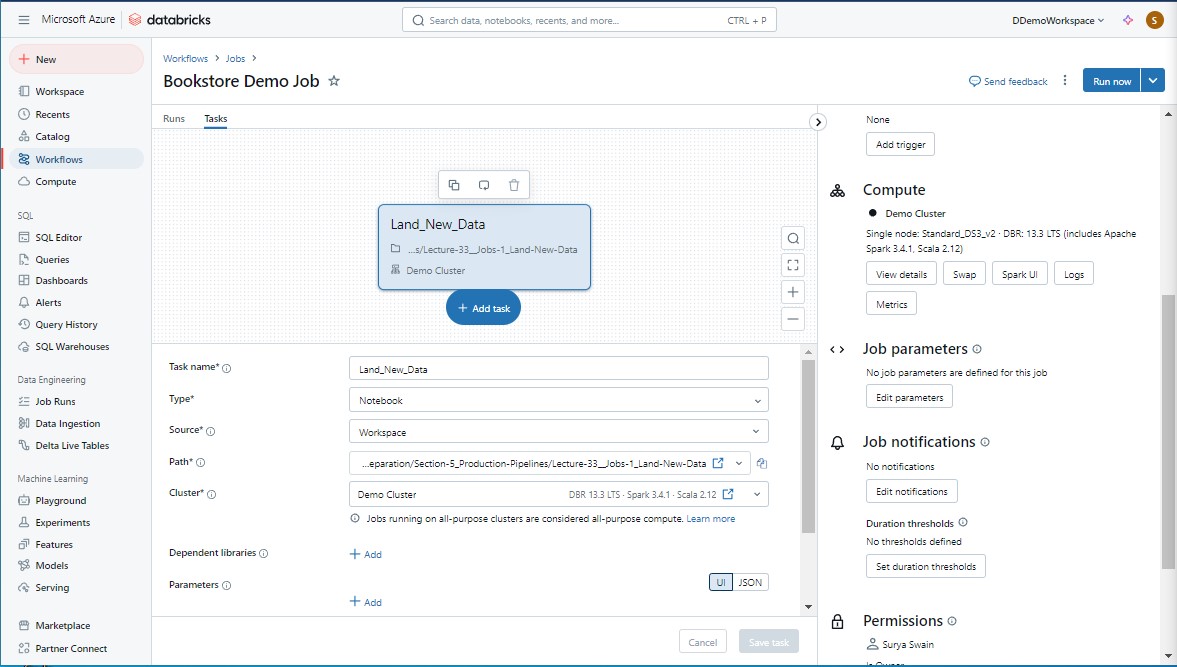 Microsoft Azure databricks
Search data, notebooks, recents, and more... CTRL + P
DDemoWorkspace S
New
Workspace
Recents
Catalog
Workflows
Compute
SQL
SQL Editor
Queries
Dashboards
Alerts
Query History
SQL Warehouses
Data Engineering
Job Runs
Data Ingestion
Delta Live Tables
Machine Learning
Playground
Experiments
Features
Models
Serving
Marketplace
Partner Connect
Workflows > Jobs >
Bookstore Demo Job
Send feedback Run now
Runs Tasks
Land_New_Data
...s/Lecture-33__Jobs-1_Land-New-Data
Demo Cluster
+ Add task
Task name* Land_New_Data
Type* Notebook
Source* Workspace
Path* ...eparation/Section-5_Production-Pipelines/Lecture-33__Jobs-1_Land-New-Data
Cluster* Demo Cluster DBR 13.3 LTS · Spark 3.4.1 · Scala 2.12
Jobs running on all-purpose clusters are considered all-purpose compute. Learn more
Dependent libraries + Add
Parameters UI JSON
+ Add
Cancel Save task
None
Add trigger
Compute
Demo Cluster
Single node: Standard_DS3_v2 · DBR: 13.3 LTS (includes Apache
Spark 3.4.1, Scala 2.12)
View details Swap Spark UI Logs
Metrics
Job parameters
No job parameters are defined for this job
Edit parameters
Job notifications
No notifications
Edit notifications
Duration thresholds
No thresholds defined
Set duration thresholds
Permissions
Surya Swain